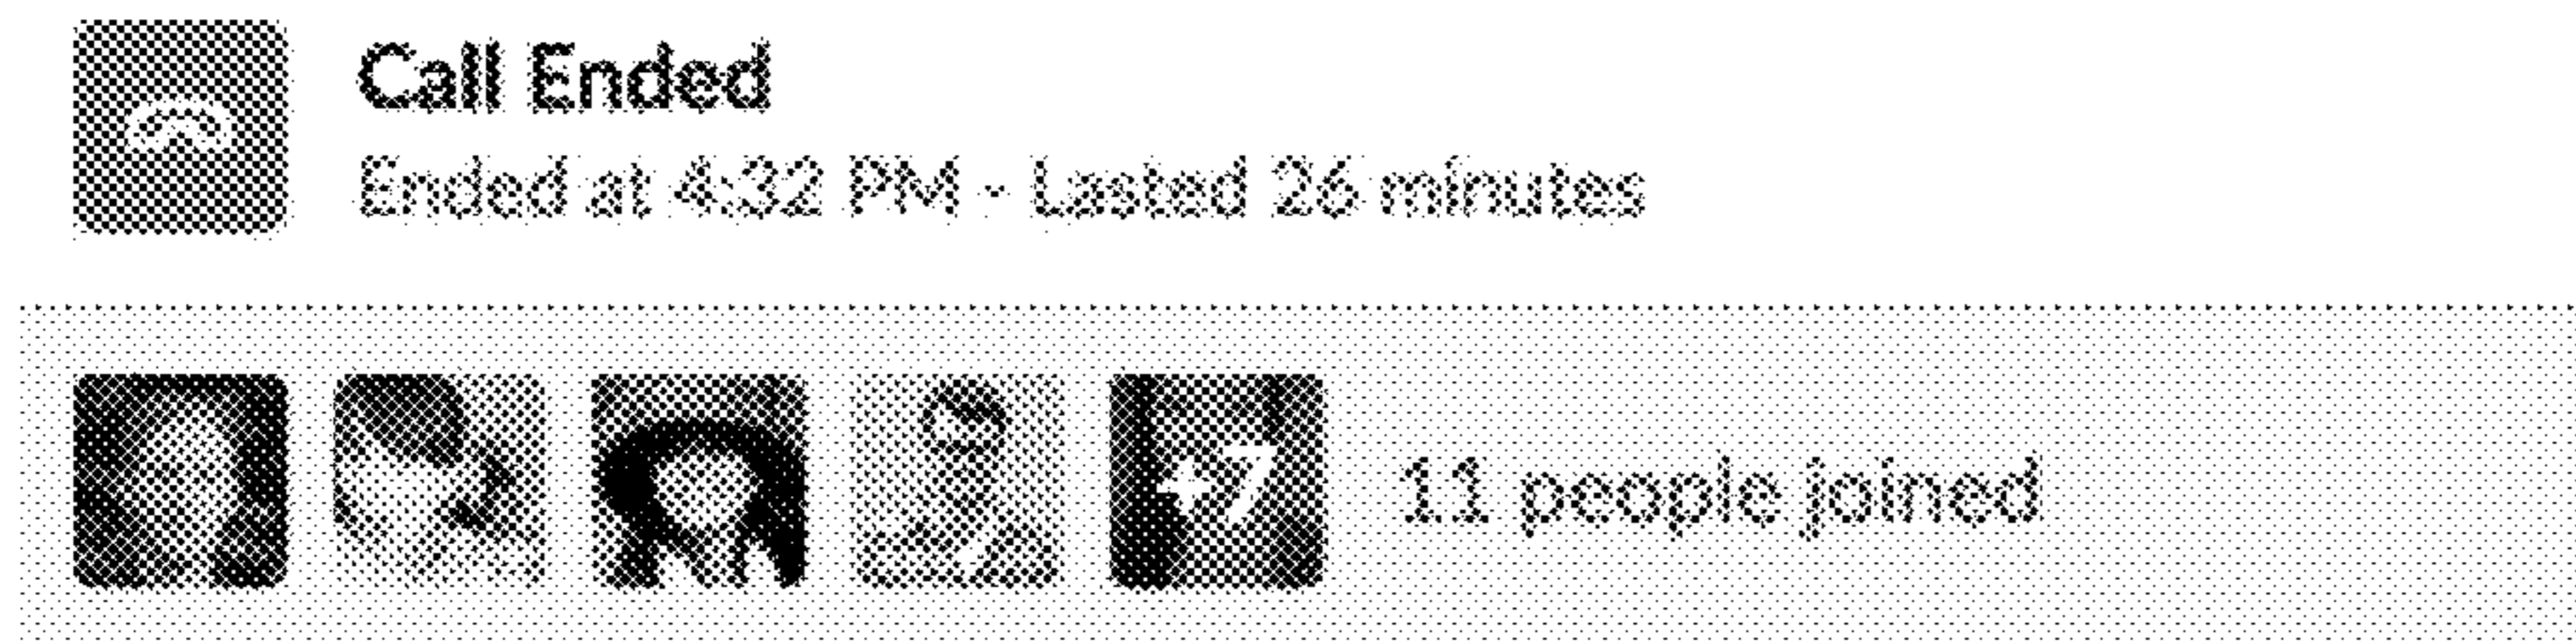 Call Ended
Ended at 4:32 PM - Lasted 26 minutes
+7
11 people joined